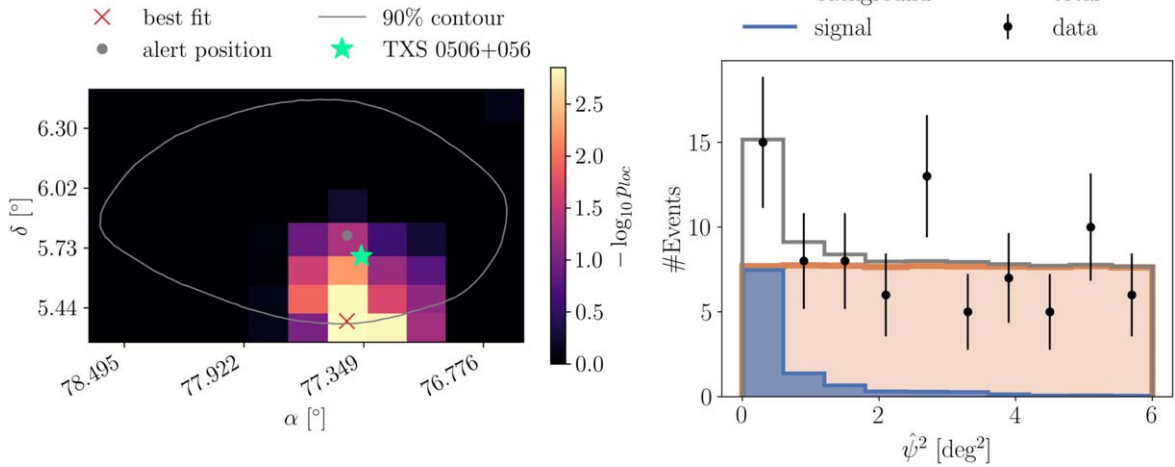 best fit
90% contour
alert position
TXS 0506+056
δ [°]
6.30
6.02
5.73
5.44
78.495
77.922
77.349
76.776
α [°]
2.5
2.0
1.5
1.0
0.5
0.0
− log₁₀ p_loc
signal
data
#Events
15
10
5
0
0
2
4
6
ψ̂² [deg²]